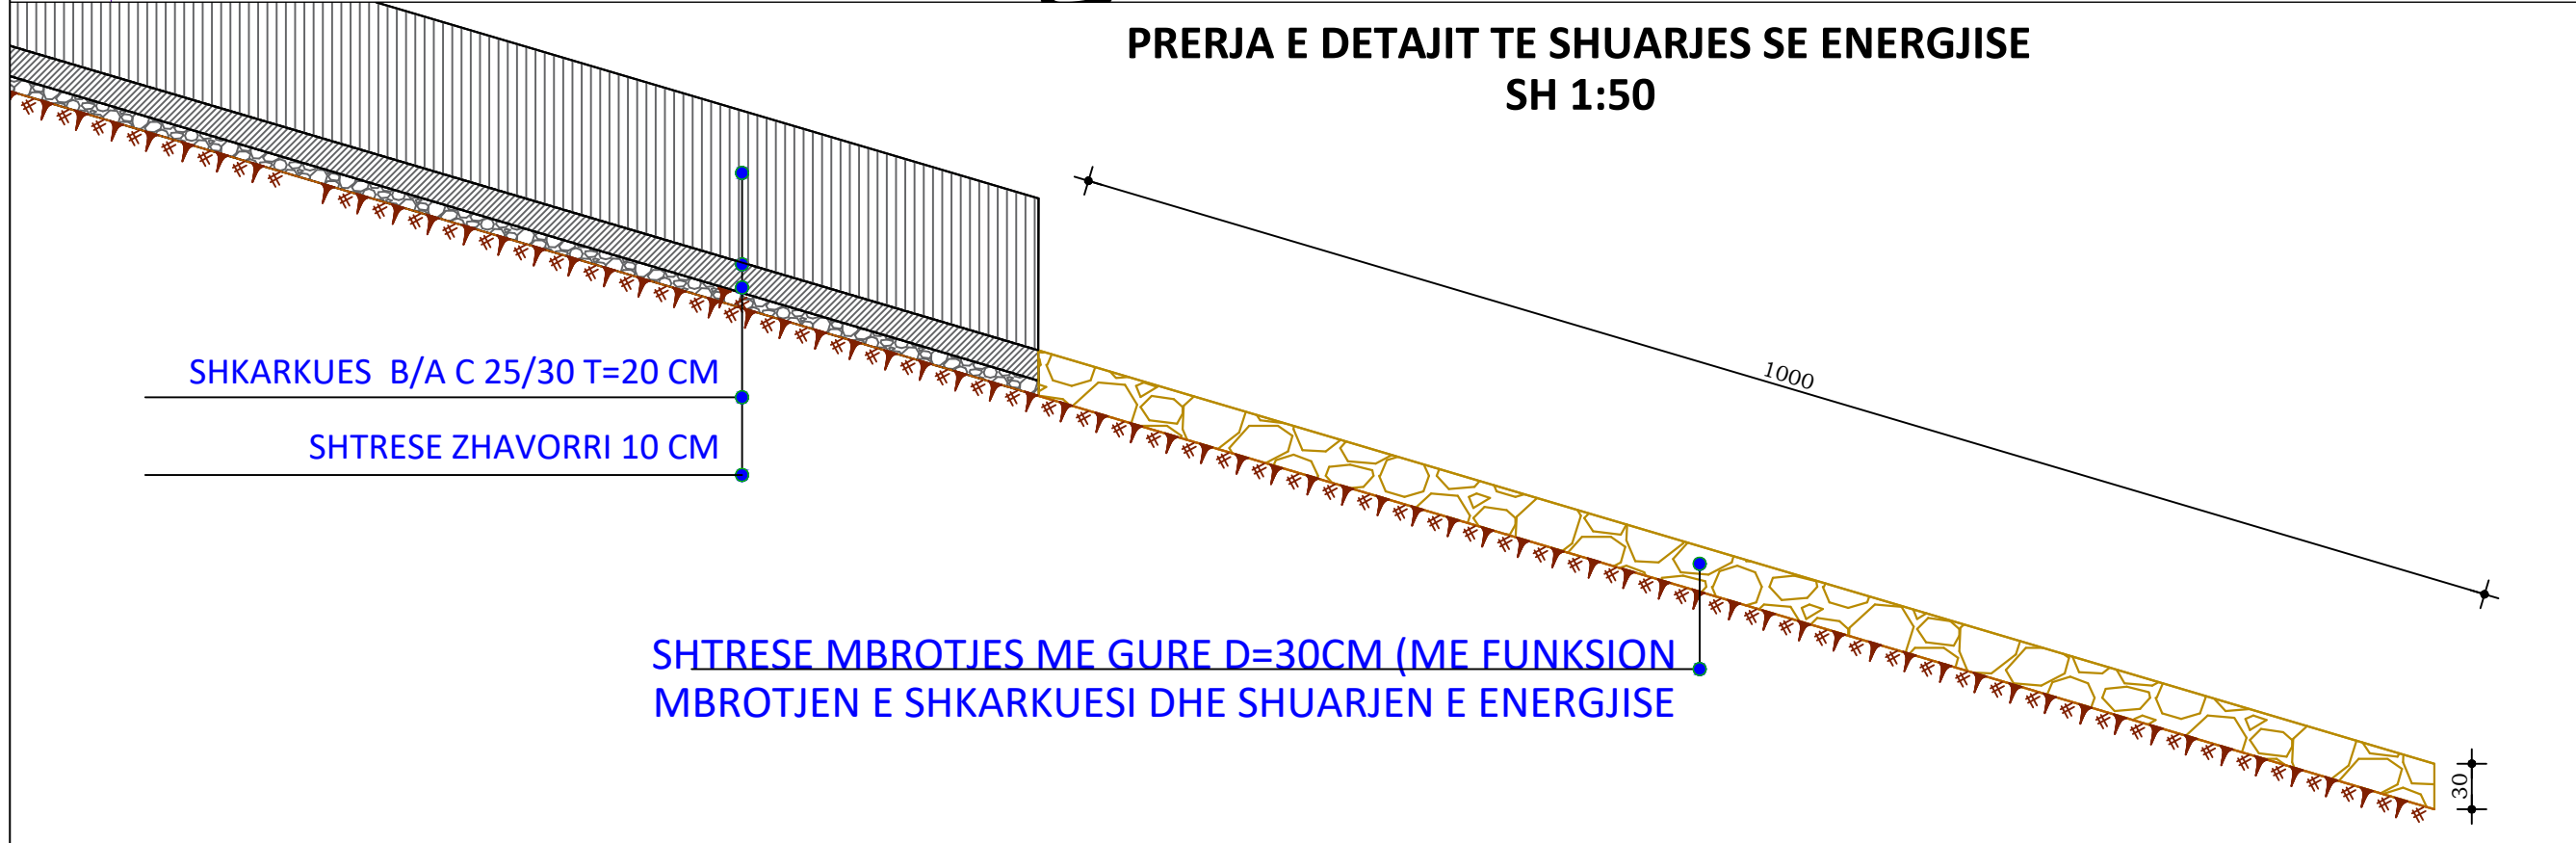 PRERJA E DETAJIT TE SHUARJES SE ENERGJISE
SH 1:50
1000
SHKARKUES B/A C 25/30 T=20 CM
SHTRESE ZHAVORRI 10 CM
SHTRESE MBROTJES ME GURE D=30CM (ME FUNKSION
MBROTJEN E SHKARKUESI DHE SHUARJEN E ENERGJISE
30